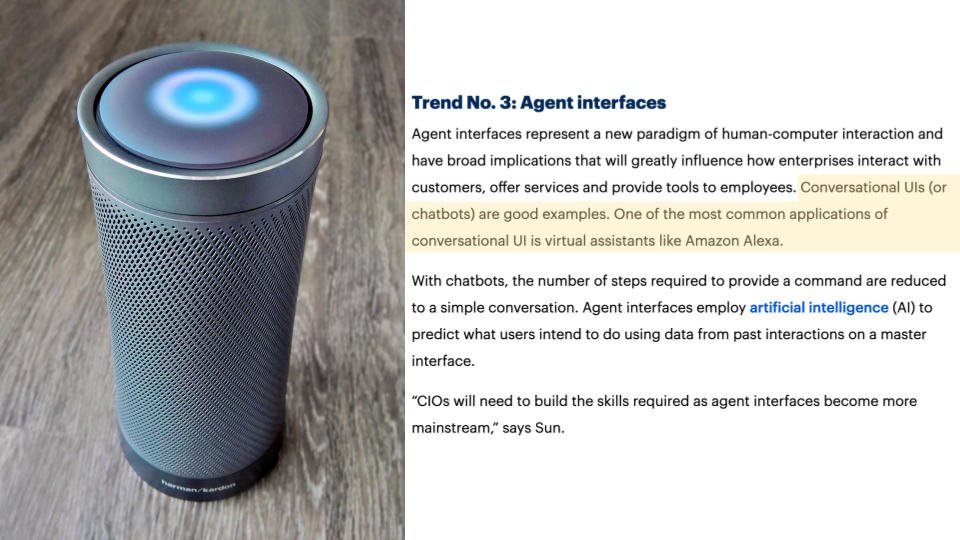 Trend No. 3: Agent interfaces
Agent interfaces represent a new paradigm of human-computer interaction and
have broad implications that will greatly influence how enterprises interact with
customers, offer services and provide tools to employees. Conversational UIs (or
chatbots) are good examples. One of the most common applications of
conversational UI is virtual assistants like Amazon Alexa.
With chatbots, the number of steps required to provide a command are reduced
to a simple conversation. Agent interfaces employ artificial intelligence (AI) to
predict what users intend to do using data from past interactions on a master
interface.
“CIOs will need to build the skills required as agent interfaces become more
mainstream,” says Sun.
harman/kardon